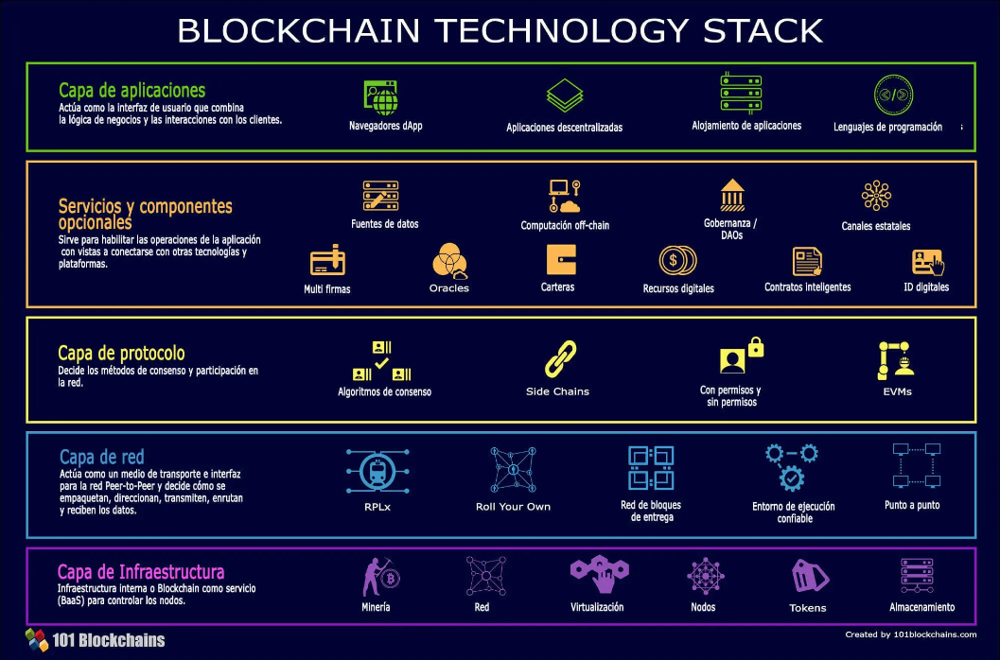 BLOCKCHAIN TECHNOLOGY STACK
Capa de aplicaciones
Actúa como la interfaz de usuario que combina
la lógica de negocios y las interacciones con los clientes.
Navegadores dApp
Aplicaciones descentralizadas
Alojamiento de aplicaciones
Lenguajes de programación
Servicios y componentes
opcionales
Sirve para habilitar las operaciones de la aplicación
con vistas a conectarse con otras tecnologías y
plataformas.
Fuentes de datos
Computación off-chain
Gobernanza /
DAOs
Canales estatales
Multi firmas
Oracles
Carteras
Recursos digitales
Contratos inteligentes
ID digitales
Capa de protocolo
Decide los métodos de consenso y participación en
la red.
Algoritmos de consenso
Side Chains
Con permisos y
sin permisos
EVMs
Capa de red
Actúa como un medio de transporte e interfaz
para la red Peer-to-Peer y decide cómo se
empaquetan, direccionan, transmiten, enrutan
y reciben los datos.
RPLx
Roll Your Own
Red de bloques
de entrega
Entorno de ejecución
confiable
Punto a punto
Capa de Infraestructura
Infraestructura interna o Blockchain como servicio
(BaaS) para controlar los nodos.
Minería
Red
Virtualización
Nodos
Tokens
Almacenamiento
101 Blockchains
Created by 101blockchains.com